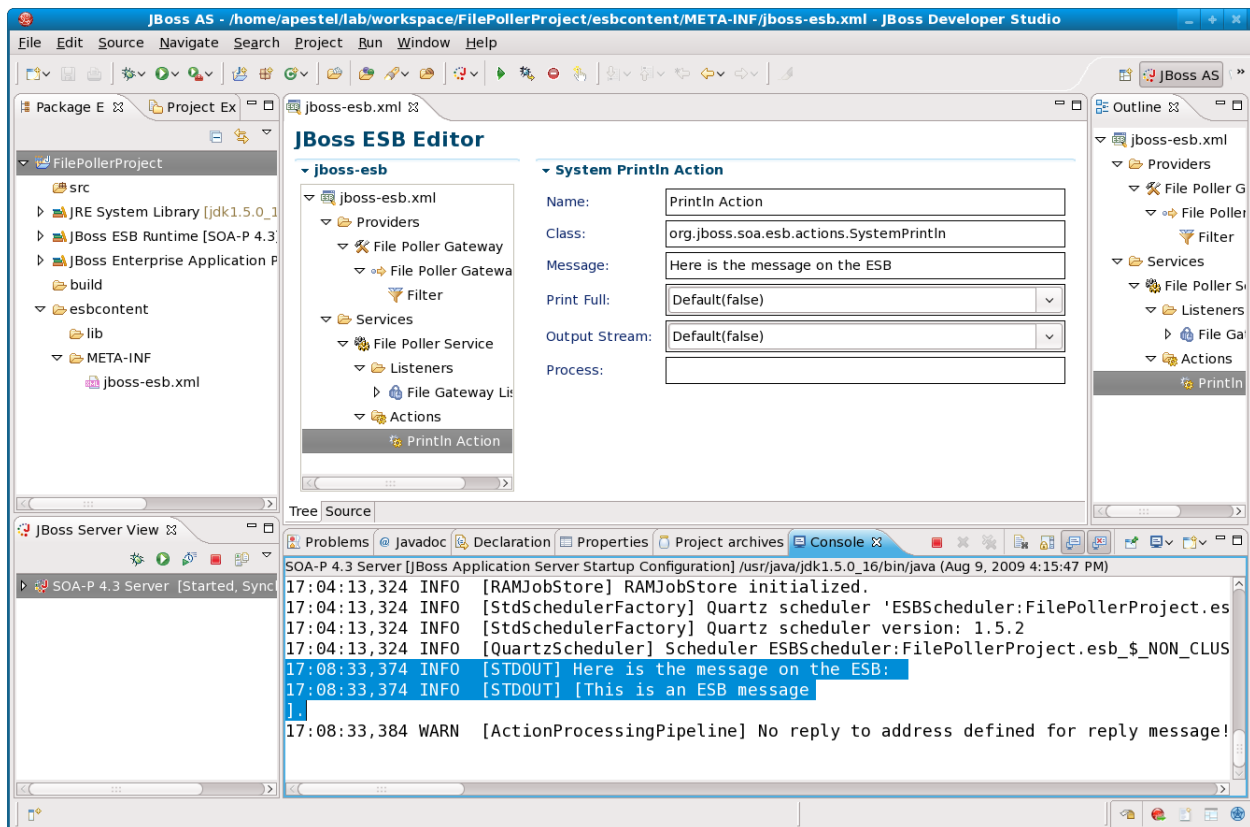 JBoss AS - /home/apestel/lab/workspace/FilePollerProject/esbcontent/META-INF/jboss-esb.xml - JBoss Developer Studio
File Edit Source Navigate Search Project Run Window Help
JBoss AS
Package E
Project Ex
FilePollerProject
src
JRE System Library [jdk1.5.0_1
JBoss ESB Runtime [SOA-P 4.3]
JBoss Enterprise Application P
build
esbcontent
lib
META-INF
jboss-esb.xml
jboss-esb.xml
JBoss ESB Editor
jboss-esb
jboss-esb.xml
Providers
File Poller Gateway
File Poller Gatewa
Filter
Services
File Poller Service
Listeners
File Gateway Li
Actions
Println Action
System Println Action
Name: Println Action
Class: org.jboss.soa.esb.actions.SystemPrintln
Message: Here is the message on the ESB
Print Full: Default(false)
Output Stream: Default(false)
Process:
Tree Source
Outline
jboss-esb.xml
Providers
File Poller G
File Poller
Filter
Services
File Poller S
Listeners
File Ga
Actions
Println
JBoss Server View
SOA-P 4.3 Server [Started, Sync
Problems @ Javadoc Declaration Properties Project archives Console
SOA-P 4.3 Server [JBoss Application Server Startup Configuration] /usr/java/jdk1.5.0_16/bin/java (Aug 9, 2009 4:15:47 PM)
17:04:13,324 INFO [RAMJobStore] RAMJobStore initialized.
17:04:13,324 INFO [StdSchedulerFactory] Quartz scheduler 'ESBScheduler:FilePollerProject.es
17:04:13,324 INFO [StdSchedulerFactory] Quartz scheduler version: 1.5.2
17:04:13,324 INFO [QuartzScheduler] Scheduler ESBScheduler:FilePollerProject.esb_$_NON_CLUS
17:08:33,374 INFO [STDOUT] Here is the message on the ESB:
17:08:33,374 INFO [STDOUT] [This is an ESB message
].
17:08:33,384 WARN [ActionProcessingPipeline] No reply to address defined for reply message!